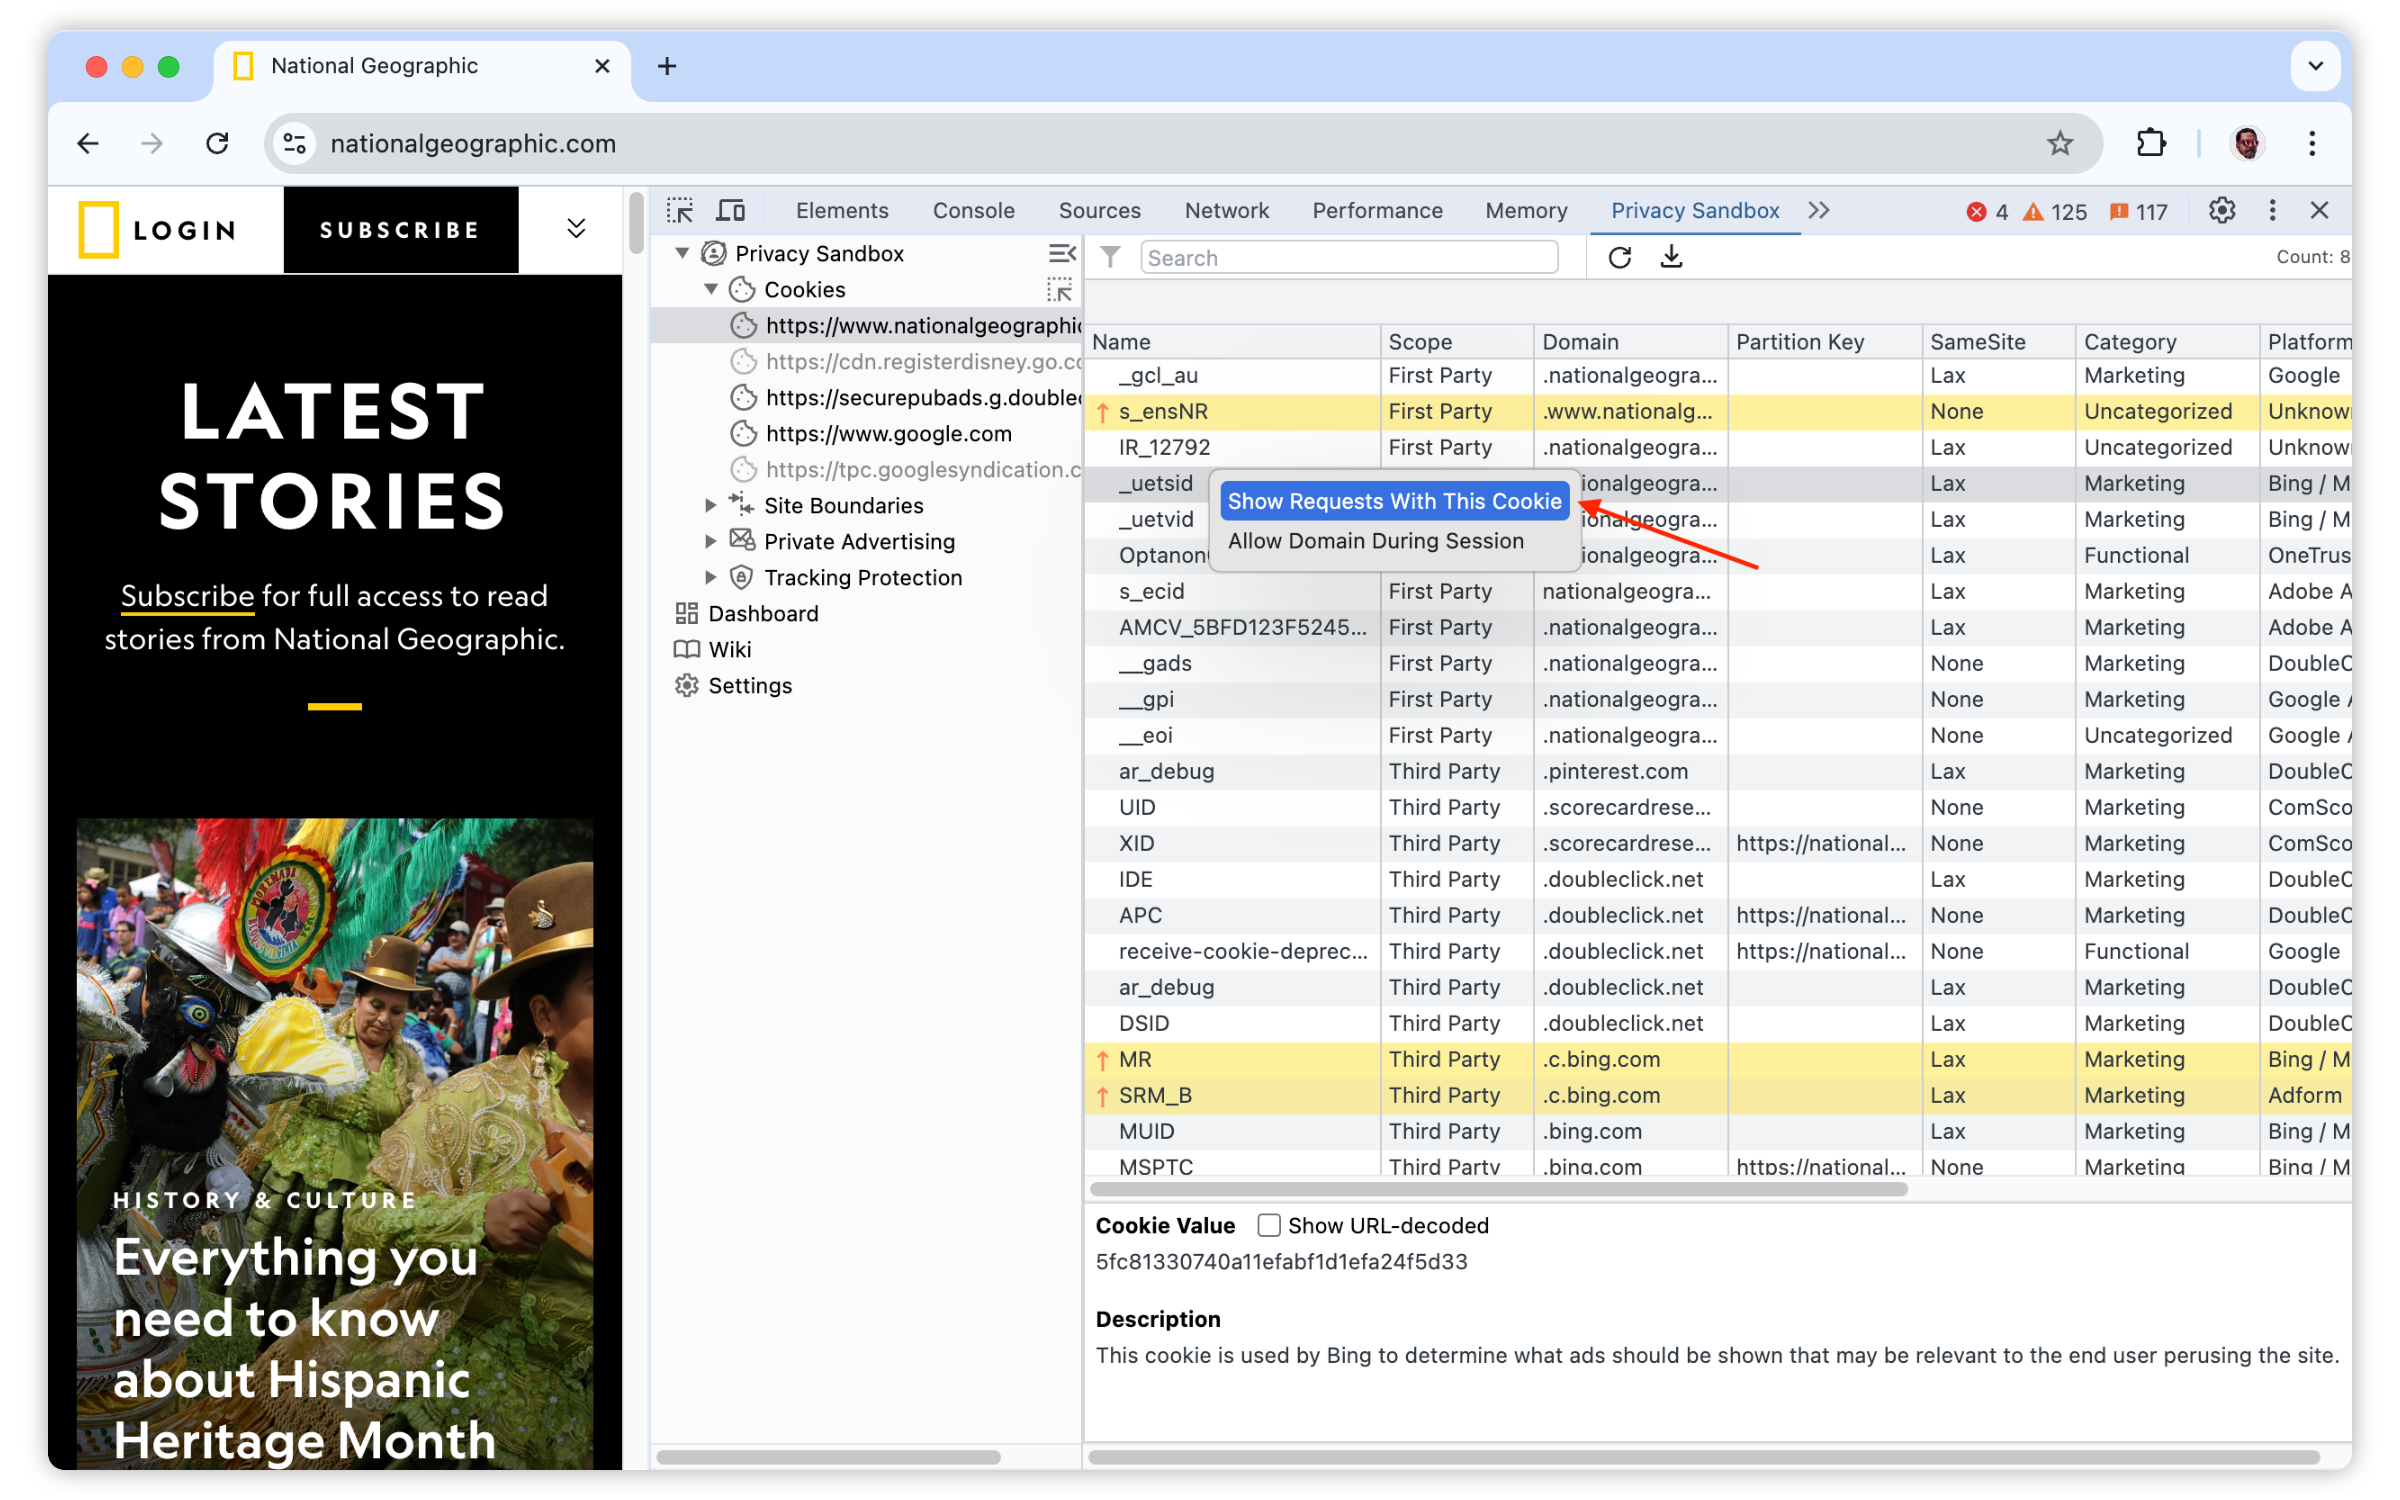 National Geographic
nationalgeographic.com
LOGIN
SUBSCRIBE
LATEST
STORIES
Subscribe for full access to read
stories from National Geographic.
HISTORY & CULTURE
Everything you
need to know
about Hispanic
Heritage Month
Elements Console Sources Network Performance Memory Privacy Sandbox 4 125 117
Privacy Sandbox
Cookies
https://www.nationalgeographic
https://cdn.registerdisney.go.co
https://securepubads.g.doublec
https://www.google.com
https://tpc.googlesyndication.c
Site Boundaries
Private Advertising
Tracking Protection
Dashboard
Wiki
Settings
Search
Count: 8
Name Scope Domain Partition Key SameSite Category Platform
_gcl_au First Party .nationalgeogra... Lax Marketing Google
↑ s_ensNR First Party .www.nationalg... None Uncategorized Unknow
IR_12792 First Party .nationalgeogra... Lax Uncategorized Unknow
_uetsid ionalgeogra... Lax Marketing Bing / M
_uetvid ionalgeogra... Lax Marketing Bing / M
Optanon ionalgeogra... Lax Functional OneTrus
Show Requests With This Cookie
Allow Domain During Session
s_ecid First Party nationalgeogra... Lax Marketing Adobe A
AMCV_5BFD123F5245... First Party .nationalgeogra... Lax Marketing Adobe A
__gads First Party .nationalgeogra... None Marketing DoubleC
__gpi First Party .nationalgeogra... None Marketing Google A
__eoi First Party .nationalgeogra... None Uncategorized Google A
ar_debug Third Party .pinterest.com Lax Marketing DoubleC
UID Third Party .scorecardrese... None Marketing ComSco
XID Third Party .scorecardrese... https://national... None Marketing ComSco
IDE Third Party .doubleclick.net Lax Marketing DoubleC
APC Third Party .doubleclick.net https://national... None Marketing DoubleC
receive-cookie-deprec... Third Party .doubleclick.net https://national... None Functional Google
ar_debug Third Party .doubleclick.net Lax Marketing DoubleC
DSID Third Party .doubleclick.net Lax Marketing DoubleC
↑ MR Third Party .c.bing.com Lax Marketing Bing / M
↑ SRM_B Third Party .c.bing.com Lax Marketing Adform
MUID Third Party .bing.com Lax Marketing Bing / M
MSPTC Third Party .bing.com https://national... None Marketing Bing / M
Cookie Value Show URL-decoded
5fc81330740a11efabf1d1efa24f5d33
Description
This cookie is used by Bing to determine what ads should be shown that may be relevant to the end user perusing the site.